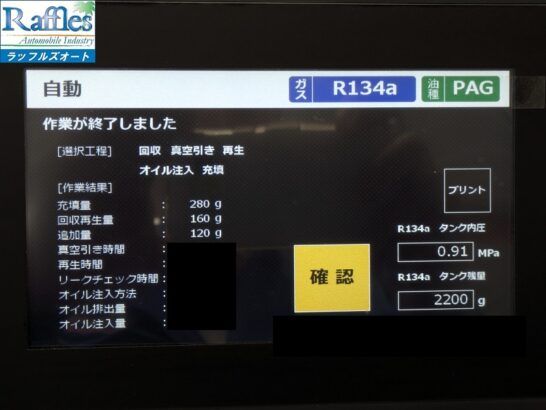 Raffles
Automobile Industry
ラッフルズオート
自動
ガス R134a 油種 PAG
作業が終了しました
[選択工程] 回収 真空引き 再生
オイル注入 充填
[作業結果]
充填量 : 280 g
回収再生量 : 160 g
追加量 : 120 g
真空引き時間 :
再生時間 :
リークチェック時間 :
オイル注入方法 :
オイル排出量 :
オイル注入量 :
確認
プリント
R134a タンク内圧
0.91 MPa
R134a タンク残量
2200 g